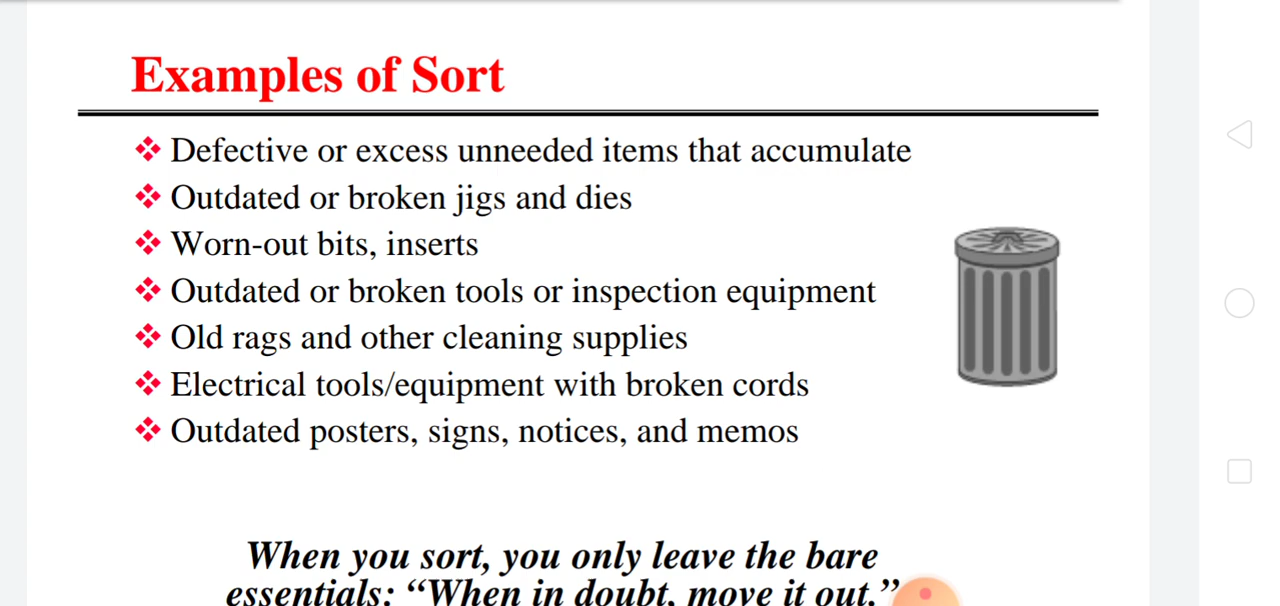 Examples of Sort
Defective or excess unneeded items that accumulate
Outdated or broken jigs and dies
Worn-out bits, inserts
Outdated or broken tools or inspection equipment
Old rags and other cleaning supplies
Electrical tools/equipment with broken cords
Outdated posters, signs, notices, and memos
When you sort, you only leave the bare
essentials: “When in doubt, move it out.”